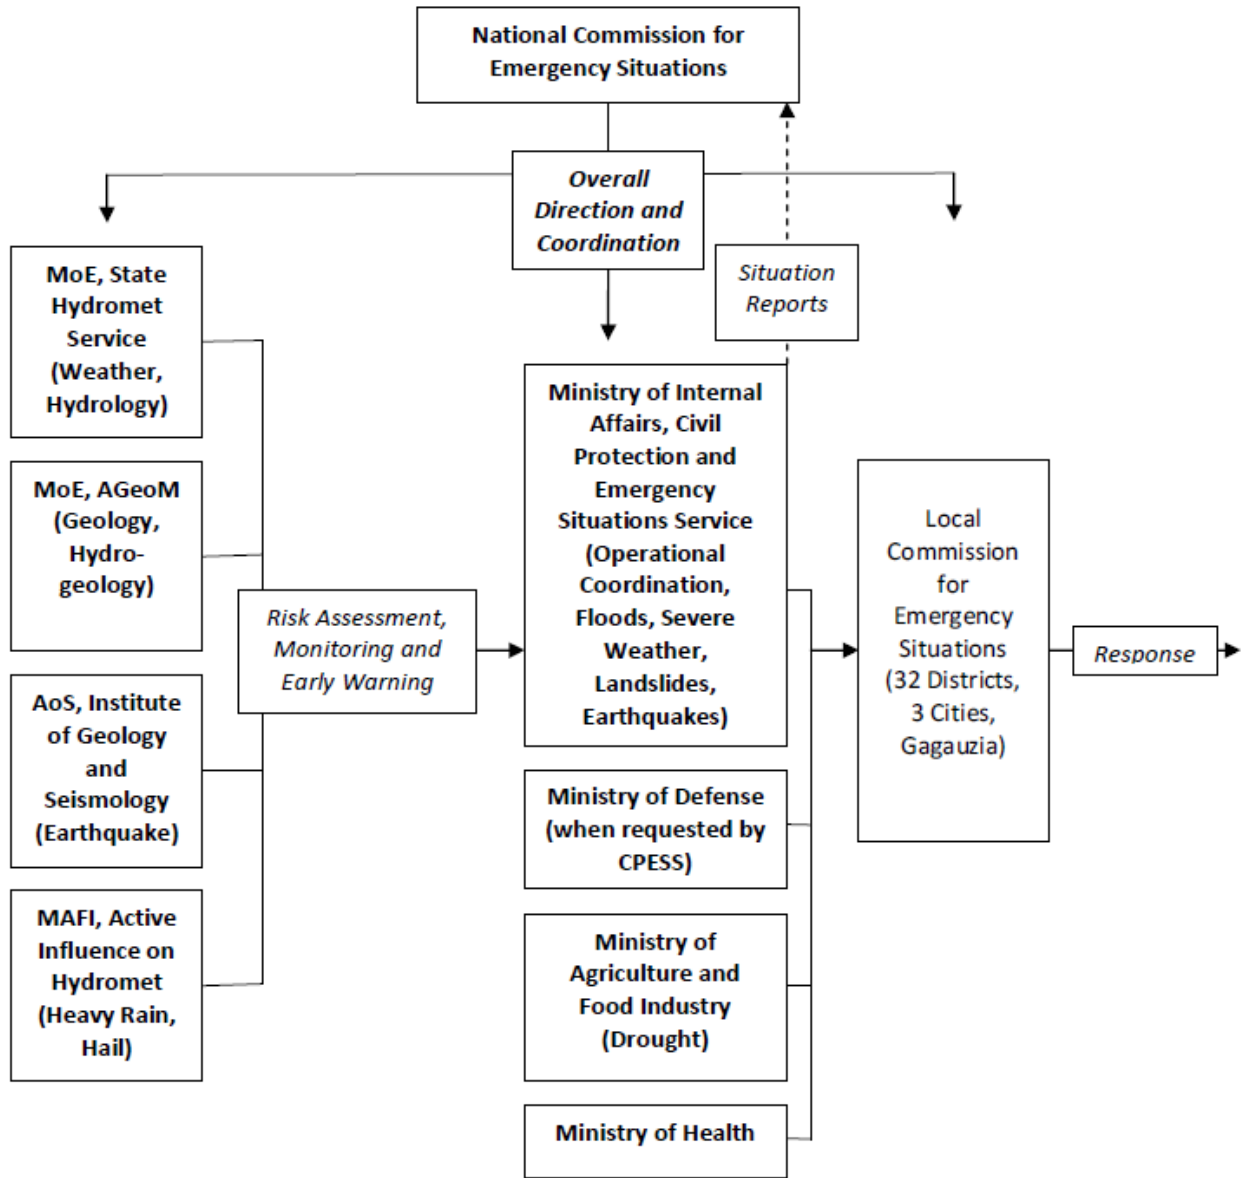 National Commission for
Emergency Situations
Overall
Direction and
Coordination
Situation
Reports
MoE, State
Hydromet
Service
(Weather,
Hydrology)
MoE, AGeoM
(Geology,
Hydro-
geology)
AoS, Institute
of Geology
and
Seismology
(Earthquake)
MAFI, Active
Influence on
Hydromet
(Heavy Rain,
Hail)
Risk Assessment,
Monitoring and
Early Warning
Ministry of Internal
Affairs, Civil
Protection and
Emergency
Situations Service
(Operational
Coordination,
Floods, Severe
Weather,
Landslides,
Earthquakes)
Ministry of Defense
(when requested by
CPESS)
Ministry of
Agriculture and
Food Industry
(Drought)
Ministry of Health
Local
Commission
for
Emergency
Situations
(32 Districts,
3 Cities,
Gagauzia)
Response